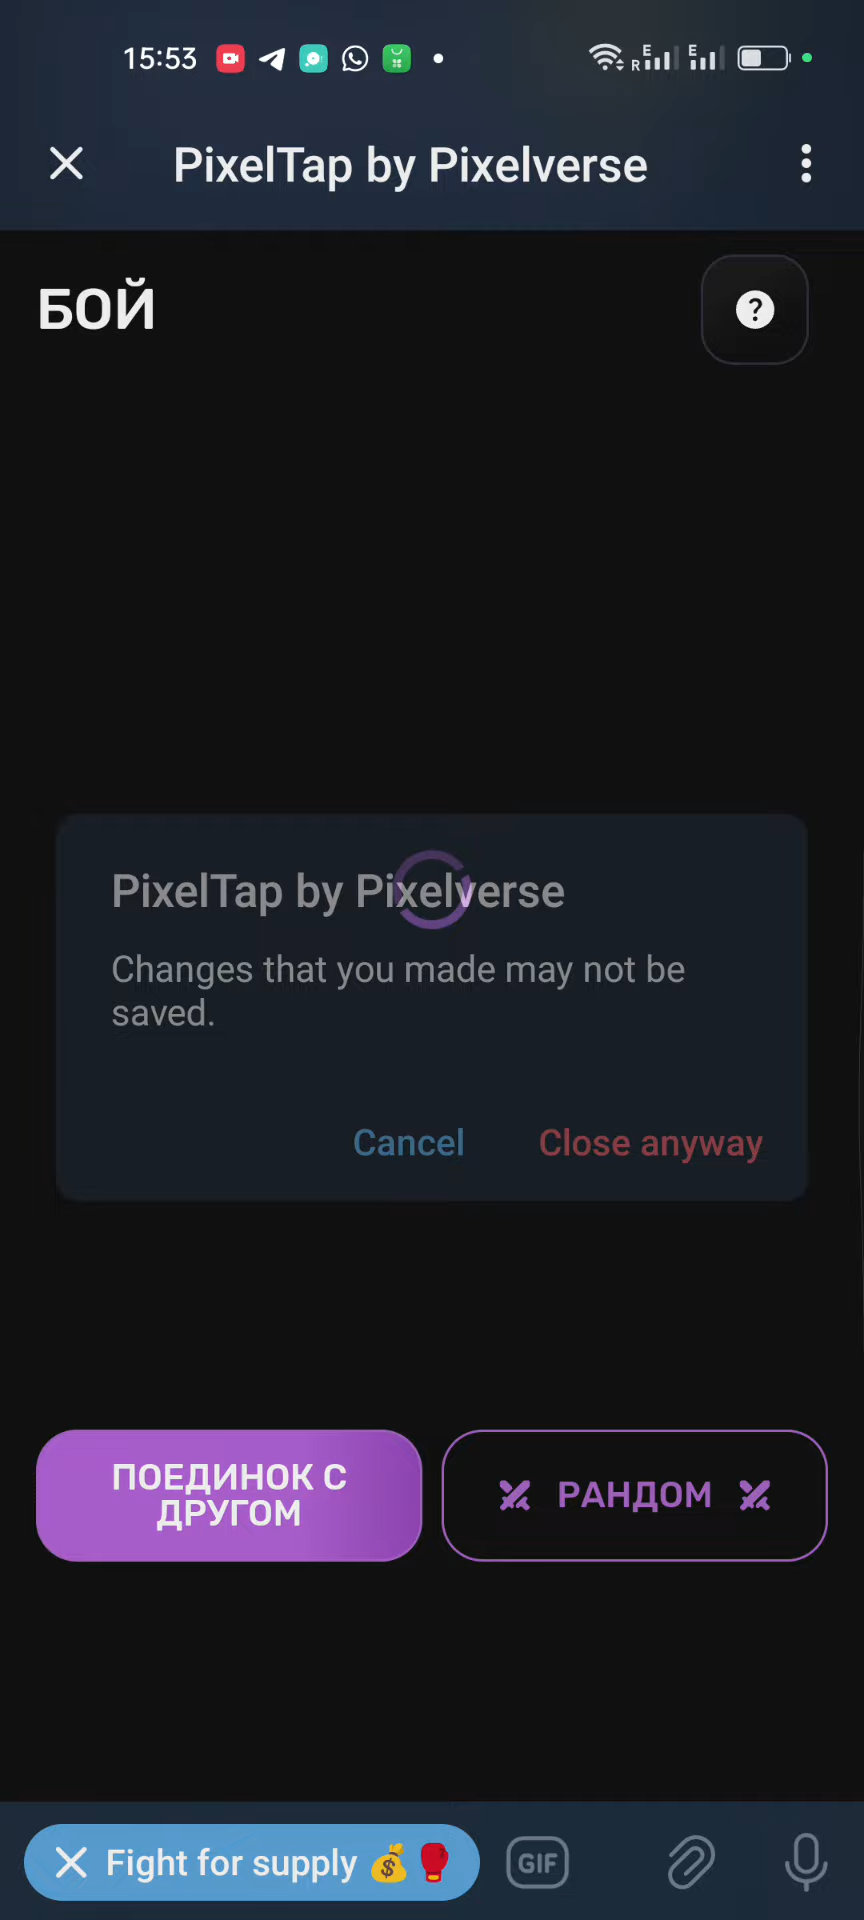 15:53
R E E
PixelTap by Pixelverse
БОЙ
?
PixelTap by Pixelverse
Changes that you made may not be
saved.
Cancel Close anyway
ПОЕДИНОК С
ДРУГОМ
РАНДОМ
Fight for supply 💰🥊
GIF